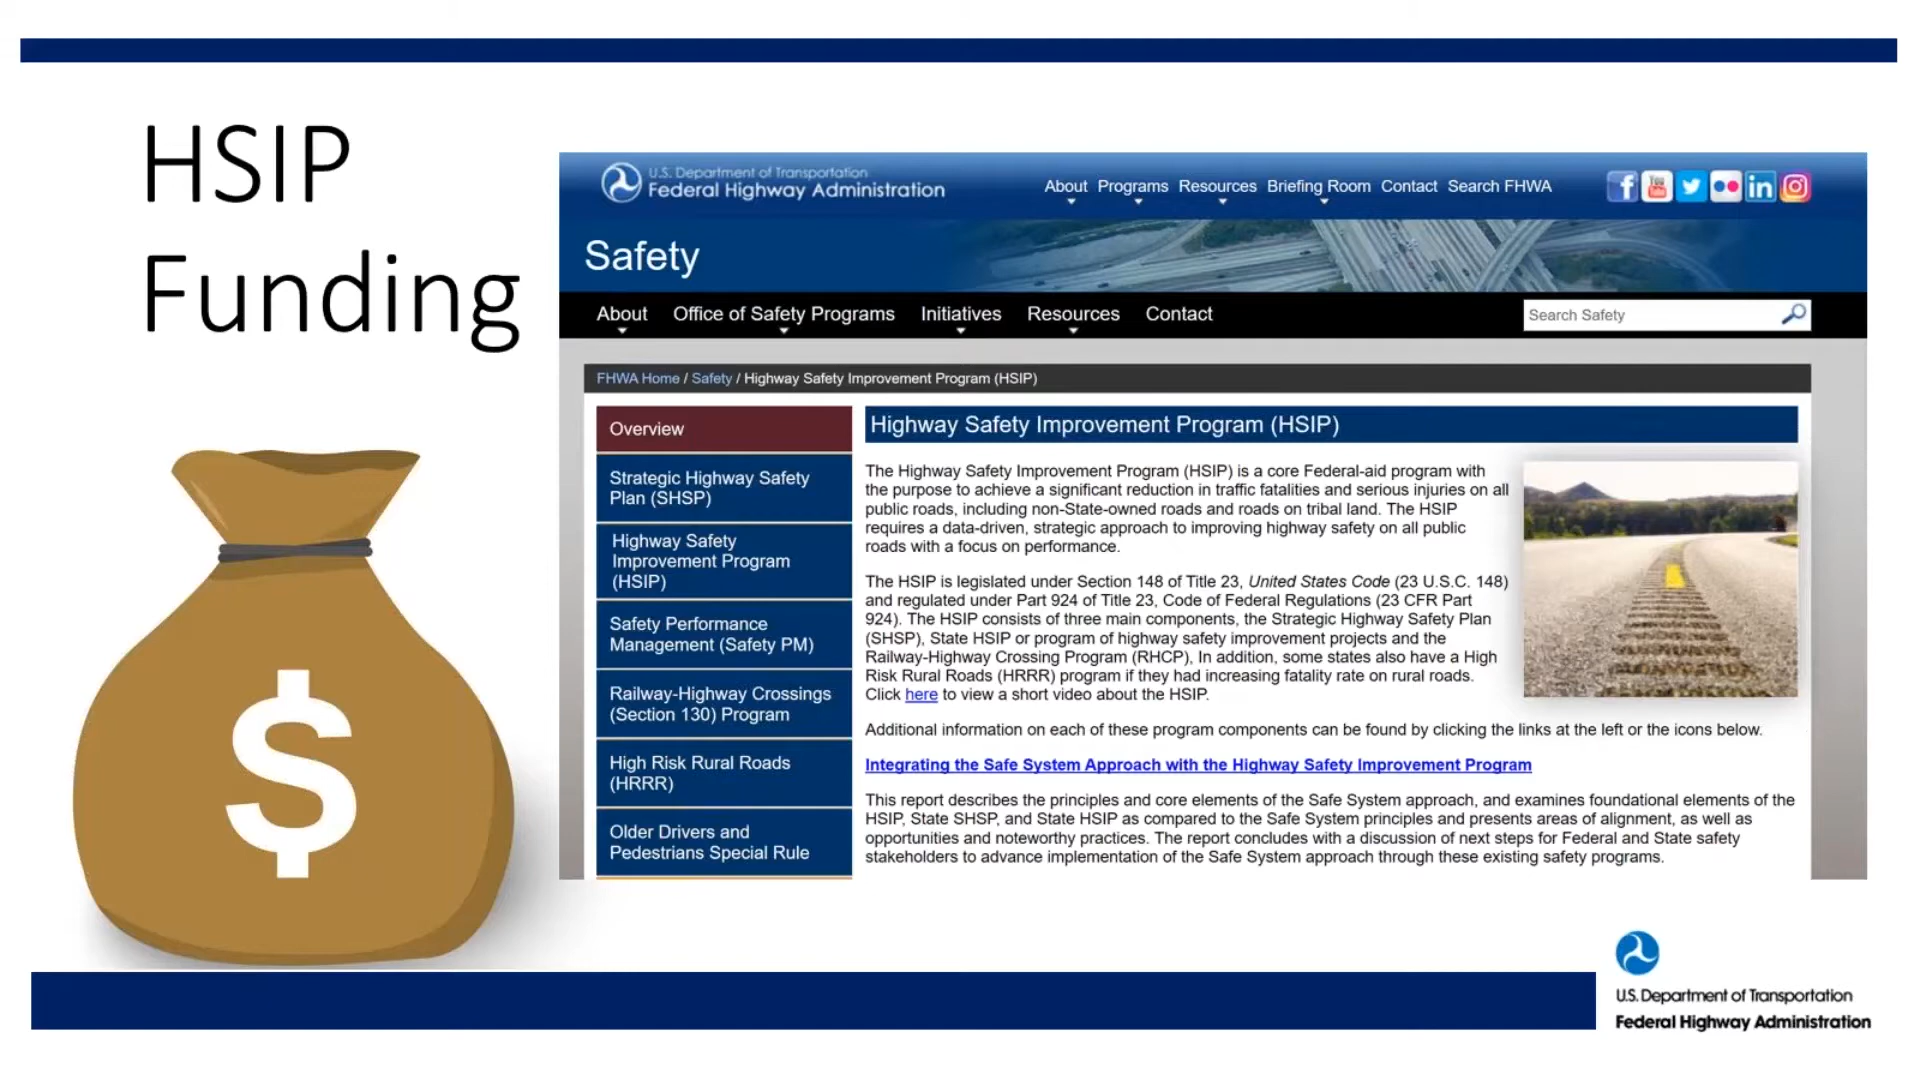 HSIP
Funding
U.S. Department of Transportation
Federal Highway Administration
About Programs Resources Briefing Room Contact Search FHWA
f
You Tube
in
Safety
About Office of Safety Programs Initiatives Resources Contact
Search Safety
FHWA Home / Safety / Highway Safety Improvement Program (HSIP)
Overview
Strategic Highway Safety
Plan (SHSP)
Highway Safety
Improvement Program
(HSIP)
Safety Performance
Management (Safety PM)
Railway-Highway Crossings
(Section 130) Program
High Risk Rural Roads
(HRRR)
Older Drivers and
Pedestrians Special Rule
Highway Safety Improvement Program (HSIP)
The Highway Safety Improvement Program (HSIP) is a core Federal-aid program with
the purpose to achieve a significant reduction in traffic fatalities and serious injuries on all
public roads, including non-State-owned roads and roads on tribal land. The HSIP
requires a data-driven, strategic approach to improving highway safety on all public
roads with a focus on performance.
The HSIP is legislated under Section 148 of Title 23, United States Code (23 U.S.C. 148)
and regulated under Part 924 of Title 23, Code of Federal Regulations (23 CFR Part
924). The HSIP consists of three main components, the Strategic Highway Safety Plan
(SHSP), State HSIP or program of highway safety improvement projects and the
Railway-Highway Crossing Program (RHCP), In addition, some states also have a High
Risk Rural Roads (HRRR) program if they had increasing fatality rate on rural roads.
Click here to view a short video about the HSIP.
Additional information on each of these program components can be found by clicking the links at the left or the icons below.
Integrating the Safe System Approach with the Highway Safety Improvement Program
This report describes the principles and core elements of the Safe System approach, and examines foundational elements of the
HSIP, State SHSP, and State HSIP as compared to the Safe System principles and presents areas of alignment, as well as
opportunities and noteworthy practices. The report concludes with a discussion of next steps for Federal and State safety
stakeholders to advance implementation of the Safe System approach through these existing safety programs.
$
U.S. Department of Transportation
Federal Highway Administration